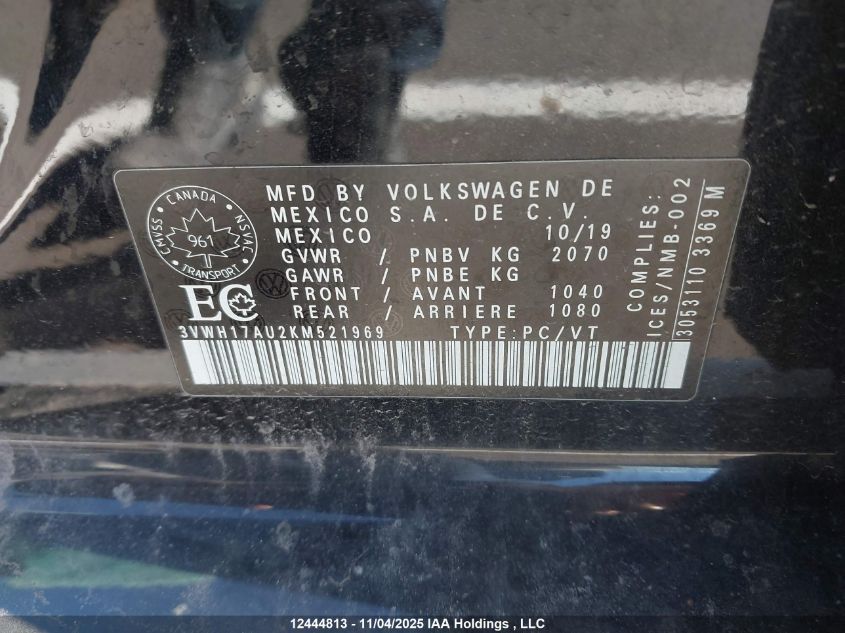 CANADA
CMVSS
NSVAC
961
TRANSPORT
MFD BY VOLKSWAGEN DE
MEXICO S.A. DE C.V.
MEXICO 10/19
GVWR / PNBV KG 2070
GAWR / PNBE KG
FRONT / AVANT 1040
REAR / ARRIERE 1080
EC
3VWH17AU2KM521969 TYPE:PC/VT
COMPLIES:
ICES/NMB-002
3053110 3369 M
12444813 - 11/04/2025 IAA Holdings , LLC